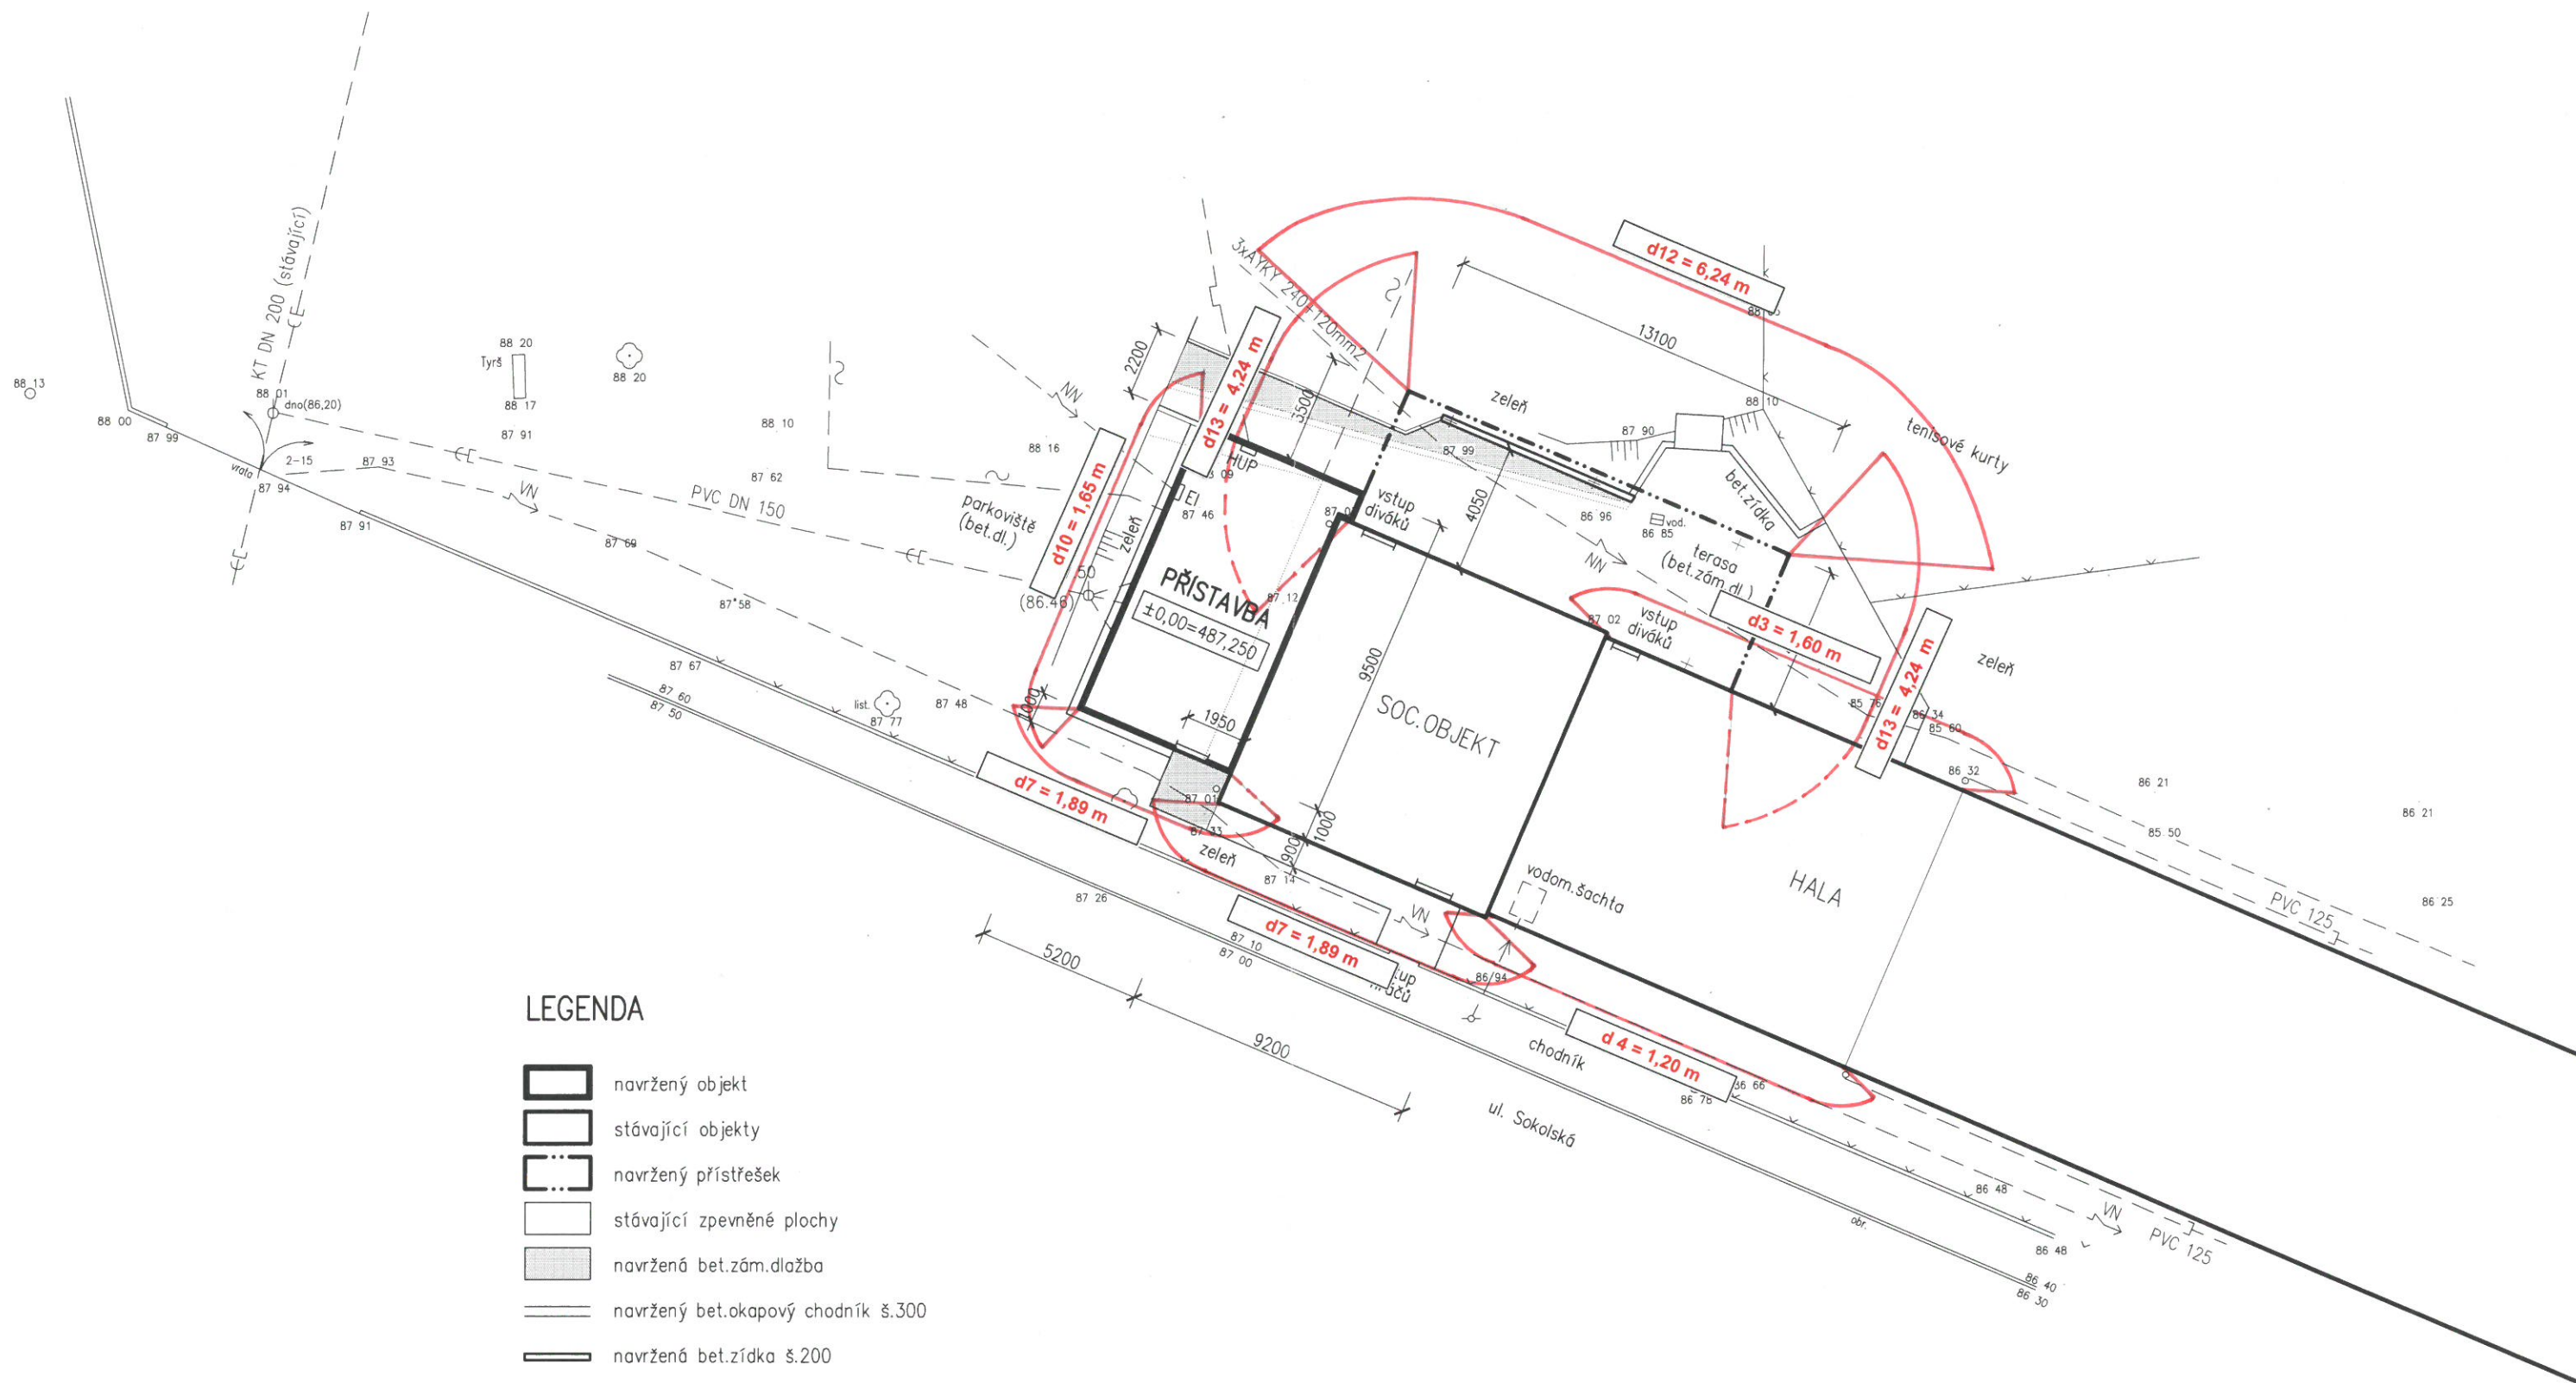 KT DN 200 (stávající)
88 13
88 00
87 99
88 01
dno(86,20)
vrata
2-15
87 94
87 93
87 91
Tyrš
88 20
88 17
87 91
88 20
88 10
87 62
88 16
VN
PVC DN 150
87 69
87 58
87 67
87 60
87 50
list.
87 77
87 48
NN
parkoviště
(bet.dl.)
zeleň
2200
3xAYKY 240+120mm2
d13 = 4,24 m
d10 = 1,65 m
d12 = 6,24 m
13100
3500
HUP
EI
87 46
(86.46)
PŘÍSTAVBA
±0,00=487,250
87 12
1000
1950
vstup
diváků
4050
87 99
zeleň
87 90
88 10
tenisové kurty
bet.zídka
86 96
vod.
86 85
terasa
(bet.zám.dl.)
NN
87 02
vstup
diváků
d3 = 1,60 m
d13 = 4,24 m
zeleň
85 76
86/34
85 60
86 32
86 21
85.50
86 21
86 25
PVC 125
9500
SOC.OBJEKT
HALA
vodom.šachta
d7 = 1,89 m
87 01
87 33
zeleň
900
1000
87 14
VN
87 26
d7 = 1,89 m
87 10
87 00
86/94
5200
9200
d 4 = 1,20 m
chodník
86 78
ul. Sokolská
86 48
obr.
VN
PVC 125
86 48
86 40
86 30
LEGENDA
navržený objekt
stávající objekty
navržený přístřešek
stávající zpevněné plochy
navržená bet.zám.dlažba
navržený bet.okapový chodník š.300
navržená bet.zídka š.200